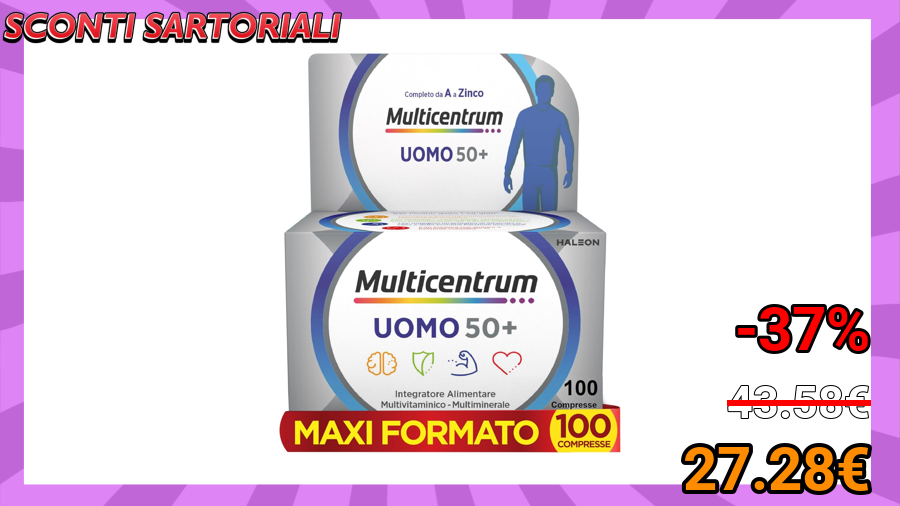 SCONTI SARTORIALI
Completo da A a Zinco
Multicentrum
UOMO 50+
HALEON
Multicentrum
UOMO 50+
Integratore Alimentare
Multivitaminico - Multiminerale
100
Compresse
MAXI FORMATO
100
COMPRESSE
-37%
43.58€
27.28€